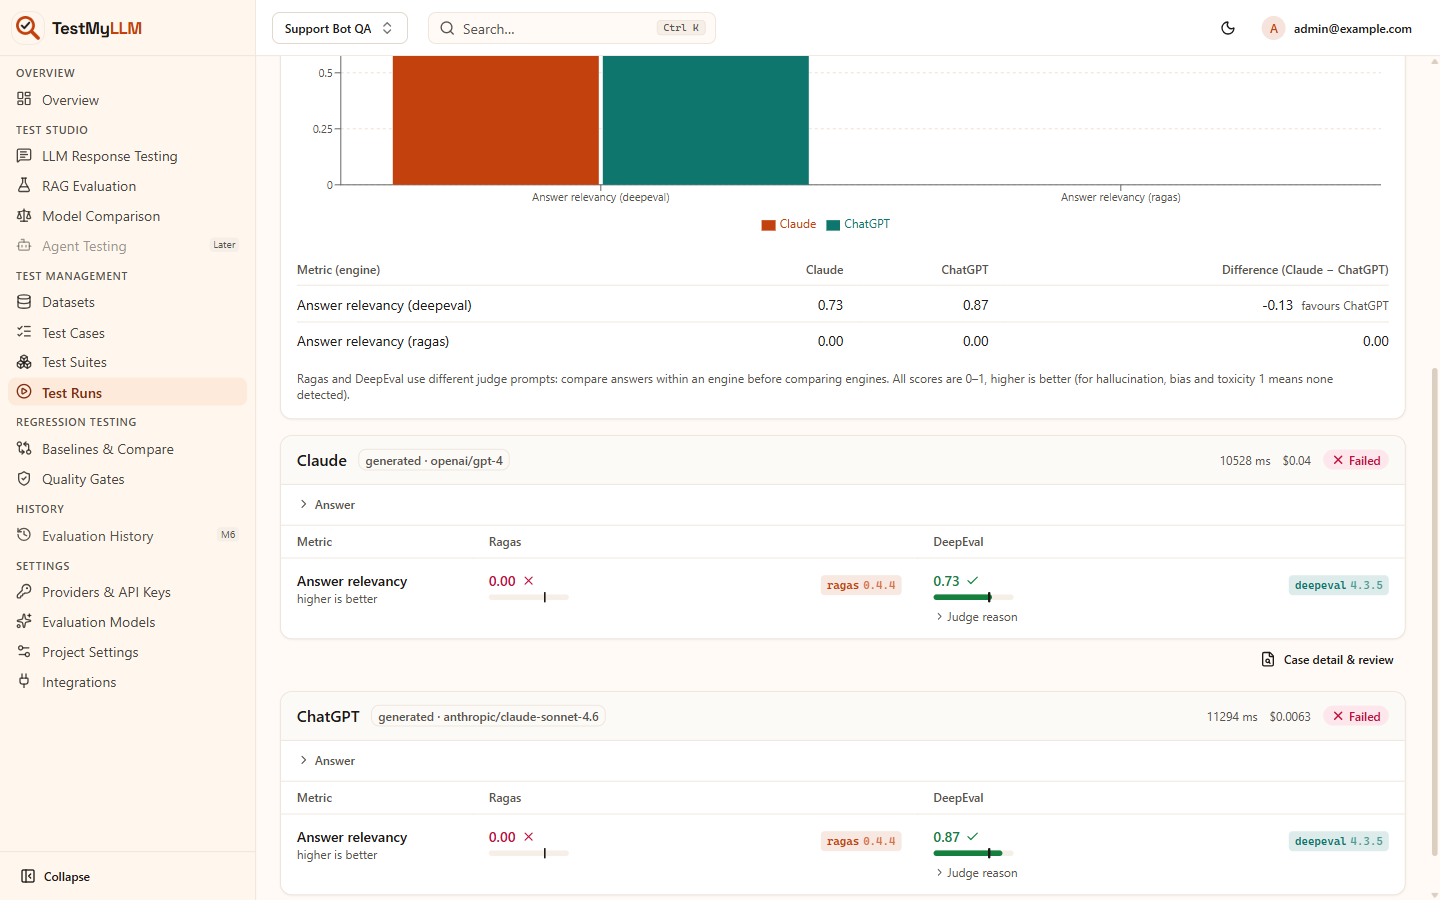 TestMyLLM
Support Bot QA
Search...
Ctrl K
A
admin@example.com
OVERVIEW
Overview
TEST STUDIO
LLM Response Testing
RAG Evaluation
Model Comparison
Agent Testing
Later
TEST MANAGEMENT
Datasets
Test Cases
Test Suites
Test Runs
REGRESSION TESTING
Baselines & Compare
Quality Gates
HISTORY
Evaluation History
M6
SETTINGS
Providers & API Keys
Evaluation Models
Project Settings
Integrations
Collapse
0.5
0.25
0
Answer relevancy (deepeval)
Answer relevancy (ragas)
Claude
ChatGPT
Metric (engine) Claude ChatGPT Difference (Claude − ChatGPT)
Answer relevancy (deepeval) 0.73 0.87 -0.13 favours ChatGPT
Answer relevancy (ragas) 0.00 0.00 0.00
Ragas and DeepEval use different judge prompts: compare answers within an engine before comparing engines. All scores are 0–1, higher is better (for hallucination, bias and toxicity 1 means none
detected).
Claude generated · openai/gpt-4 10528 ms $0.04 Failed
Answer
Metric Ragas DeepEval
Answer relevancy 0.00 ragas 0.4.4 0.73 deepeval 4.3.5
higher is better
Judge reason
Case detail & review
ChatGPT generated · anthropic/claude-sonnet-4.6 11294 ms $0.0063 Failed
Answer
Metric Ragas DeepEval
Answer relevancy 0.00 ragas 0.4.4 0.87 deepeval 4.3.5
higher is better
Judge reason